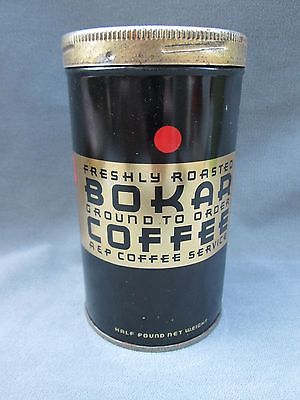 FRESHLY ROASTED
BOKAR
GROUND TO ORDER
COFFEE
A&P COFFEE SERVICE
HALF POUND NET WEIGHT